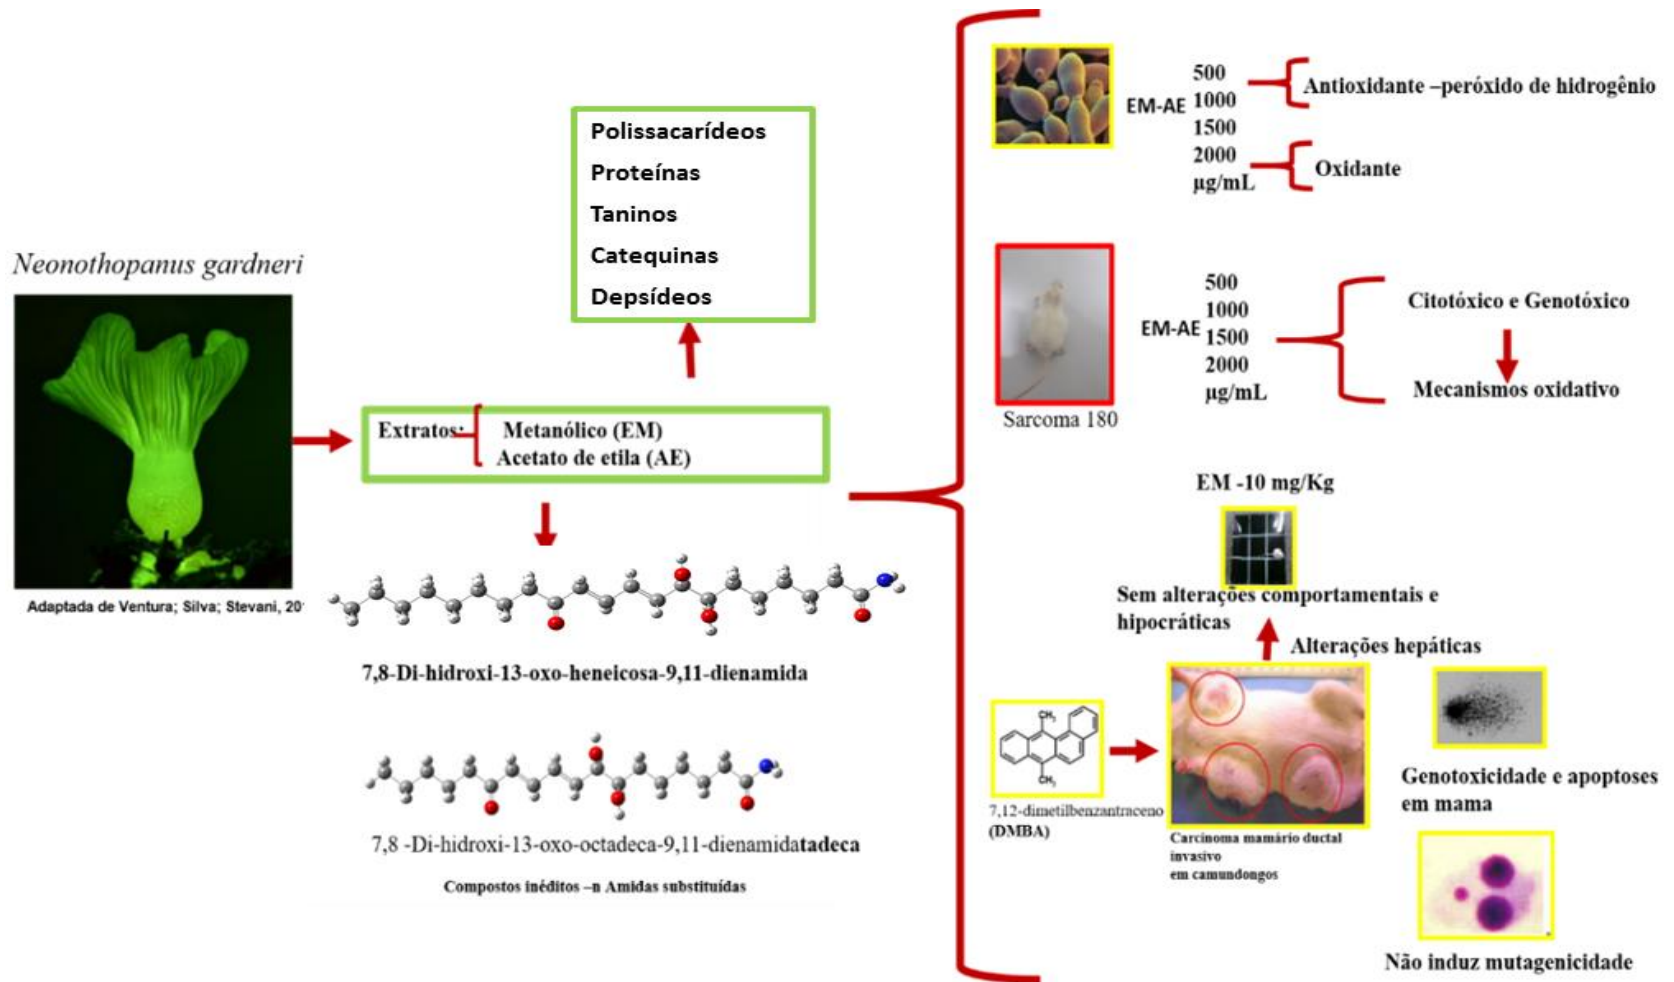 Neonothopanus gardneri
Adaptada de Ventura; Silva; Stevani, 20
Polissacarídeos
Proteínas
Taninos
Catequinas
Depsídeos
Extratos:
Metanólico (EM)
Acetato de etila (AE)
7,8-Di-hidroxi-13-oxo-heneicosa-9,11-dienamida
7,8 -Di-hidroxi-13-oxo-octadeca-9,11-dienamidatadeca
Compostos inéditos –n Amidas substituídas
EM-AE
500
1000
1500
2000
µg/mL
Antioxidante –peróxido de hidrogênio
Oxidante
Sarcoma 180
EM-AE
500
1000
1500
2000
µg/mL
Citotóxico e Genotóxico
Mecanismos oxidativo
EM -10 mg/Kg
Sem alterações comportamentais e
hipocráticas
Alterações hepáticas
CH3
CH3
7,12-dimetilbenzantraceno
(DMBA)
Carcinoma mamário ductal
invasivo
em camundongos
Genotoxicidade e apoptoses
em mama
Não induz mutagenicidade